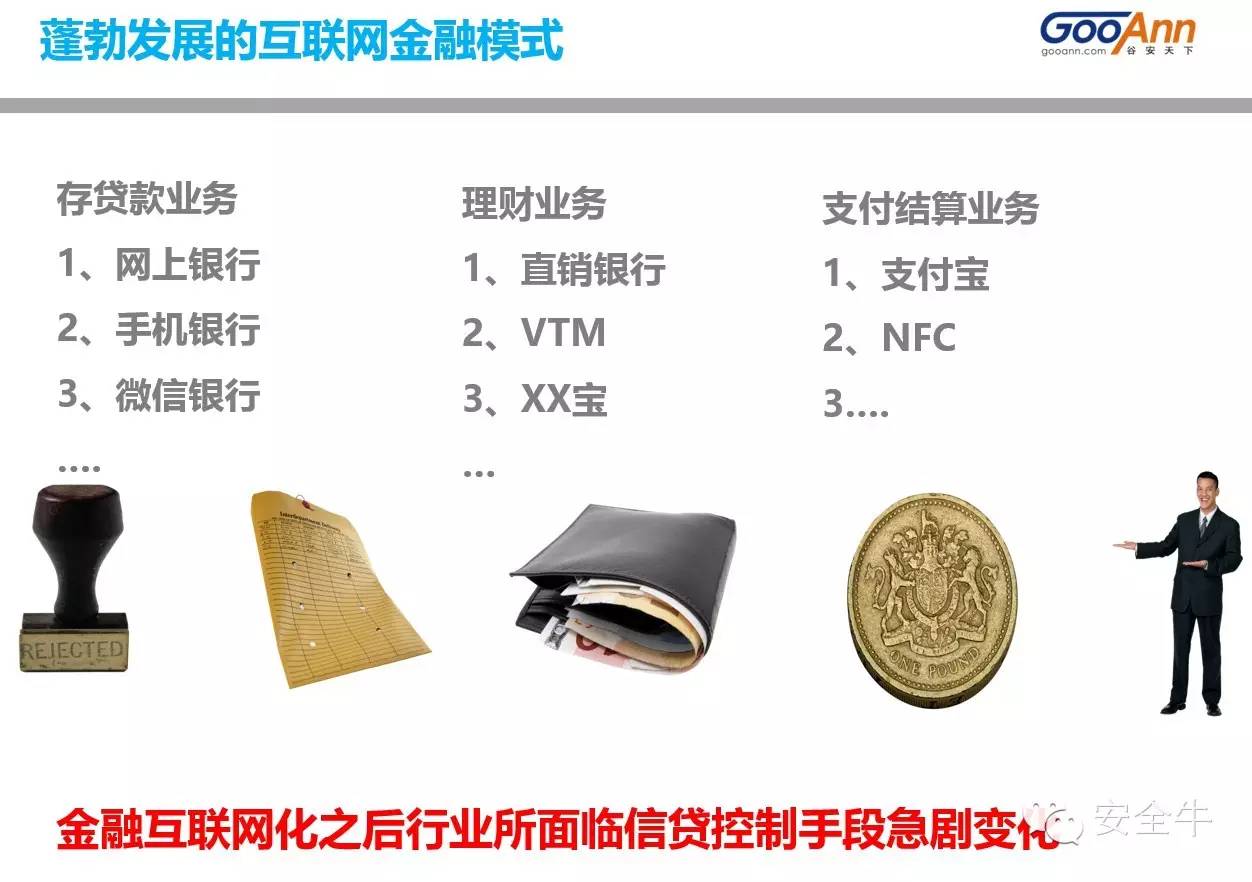 蓬勃发展的互联网金融模式
GOOANN
gooann.com 谷安天下
存贷款业务
1、网上银行
2、手机银行
3、微信银行
....
理财业务
1、直销银行
2、VTM
3、XX宝
...
支付结算业务
1、支付宝
2、NFC
3....
REJECTED
Interdepartment Delivery
ONE POUND
金融互联网化之后行业所面临信贷控制手段急剧变化
安全牛